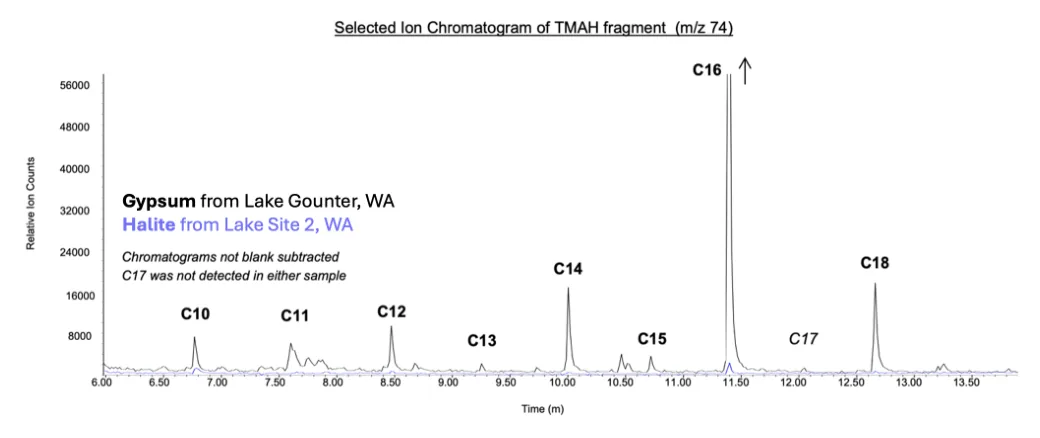 Selected Ion Chromatogram of TMAH fragment (m/z 74)
C16
56000
48000
40000
32000
24000
16000
8000
Relative Ion Counts
Gypsum from Lake Gounter, WA
Halite from Lake Site 2, WA
Chromatograms not blank subtracted
C17 was not detected in either sample
C10
C11
C12
C13
C14
C15
C17
C18
6.00 6.50 7.00 7.50 8.00 8.50 9.00 9.50 10.00 10.50 11.00 11.50 12.00 12.50 13.00 13.50
Time (m)